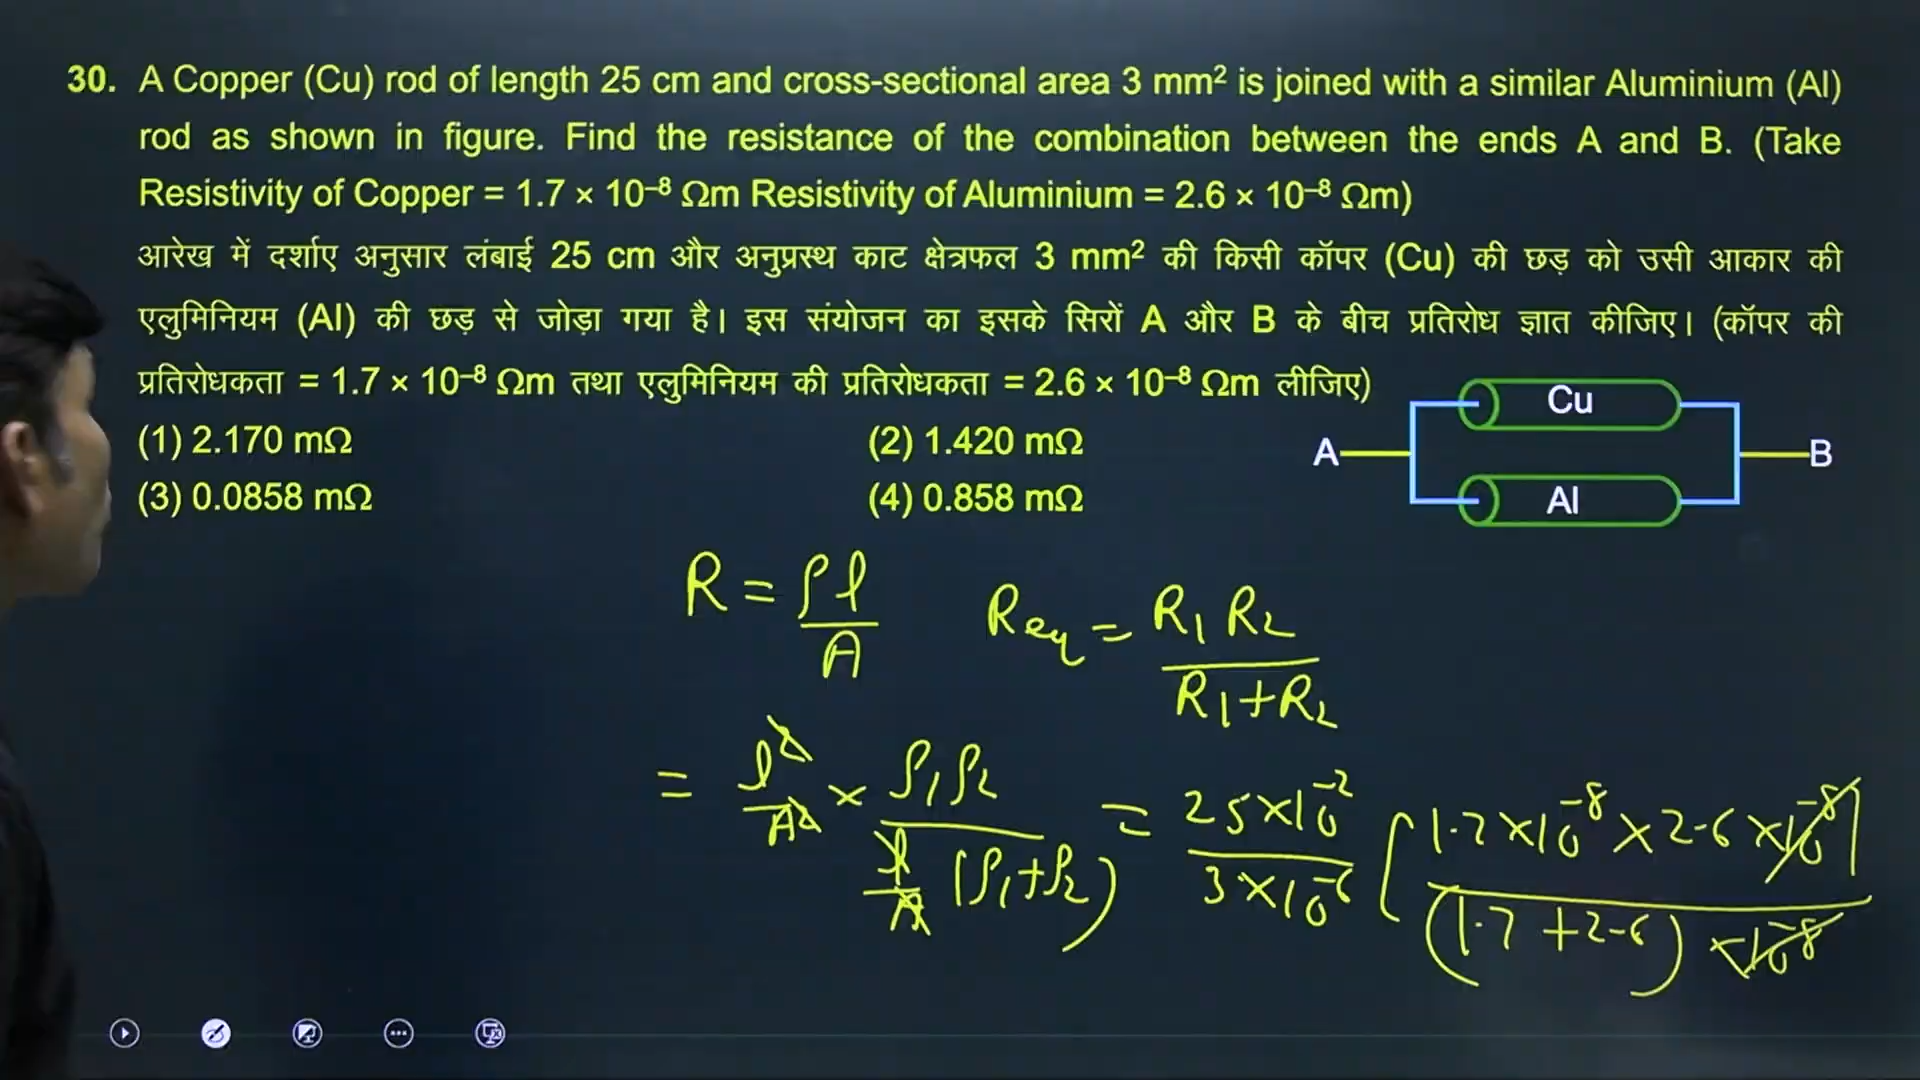 30. A Copper (Cu) rod of length 25 cm and cross-sectional area 3 mm² is joined with a similar Aluminium (Al)
rod as shown in figure. Find the resistance of the combination between the ends A and B. (Take
Resistivity of Copper = 1.7 × 10⁻⁸ Ωm Resistivity of Aluminium = 2.6 × 10⁻⁸ Ωm)
आरेख में दर्शाए अनुसार लंबाई 25 cm और अनुप्रस्थ काट क्षेत्रफल 3 mm² की किसी कॉपर (Cu) की छड़ को उसी आकार की
एलुमिनियम (Al) की छड़ से जोड़ा गया है। इस संयोजन का इसके सिरों A और B के बीच प्रतिरोध ज्ञात कीजिए। (कॉपर की
प्रतिरोधकता = 1.7 × 10⁻⁸ Ωm तथा एलुमिनियम की प्रतिरोधकता = 2.6 × 10⁻⁸ Ωm लीजिए)
(1) 2.170 mΩ (2) 1.420 mΩ
(3) 0.0858 mΩ (4) 0.858 mΩ
Cu
A B
Al
R = ρl/A Req = R₁R₂/(R₁+R₂)
= l²/A² × ρ₁ρ₂/(l/A (ρ₁+ρ₂)) = 25×10⁻²/3×10⁻⁶ [1.7×10⁻⁸×2.6×10⁻⁸/(1.7+2.6)×10⁻⁸]